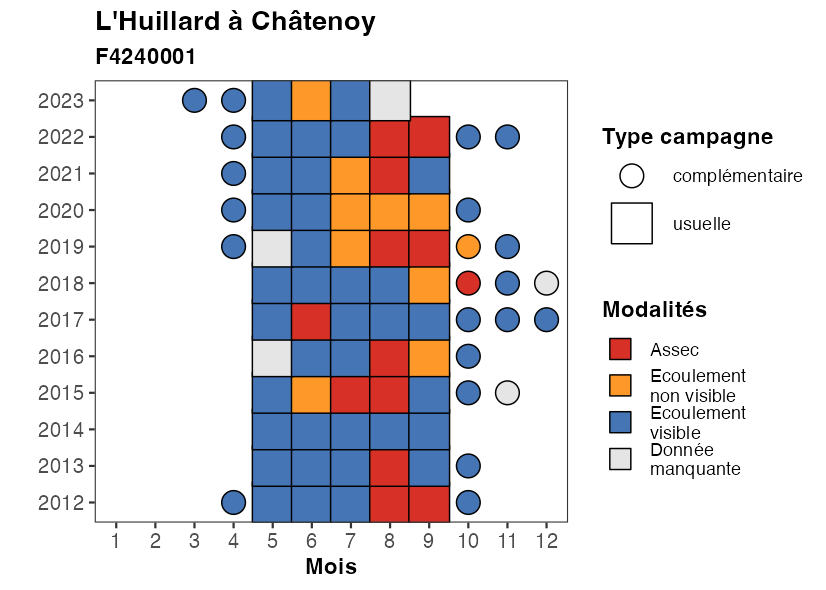 L'Huillard à Châtenoy
F4240001
2023
2022
2021
2020
2019
2018
2017
2016
2015
2014
2013
2012
1 2 3 4 5 6 7 8 9 10 11 12
Mois
Type campagne
complémentaire
usuelle
Modalités
Assec
Ecoulement
non visible
Ecoulement
visible
Donnée
manquante